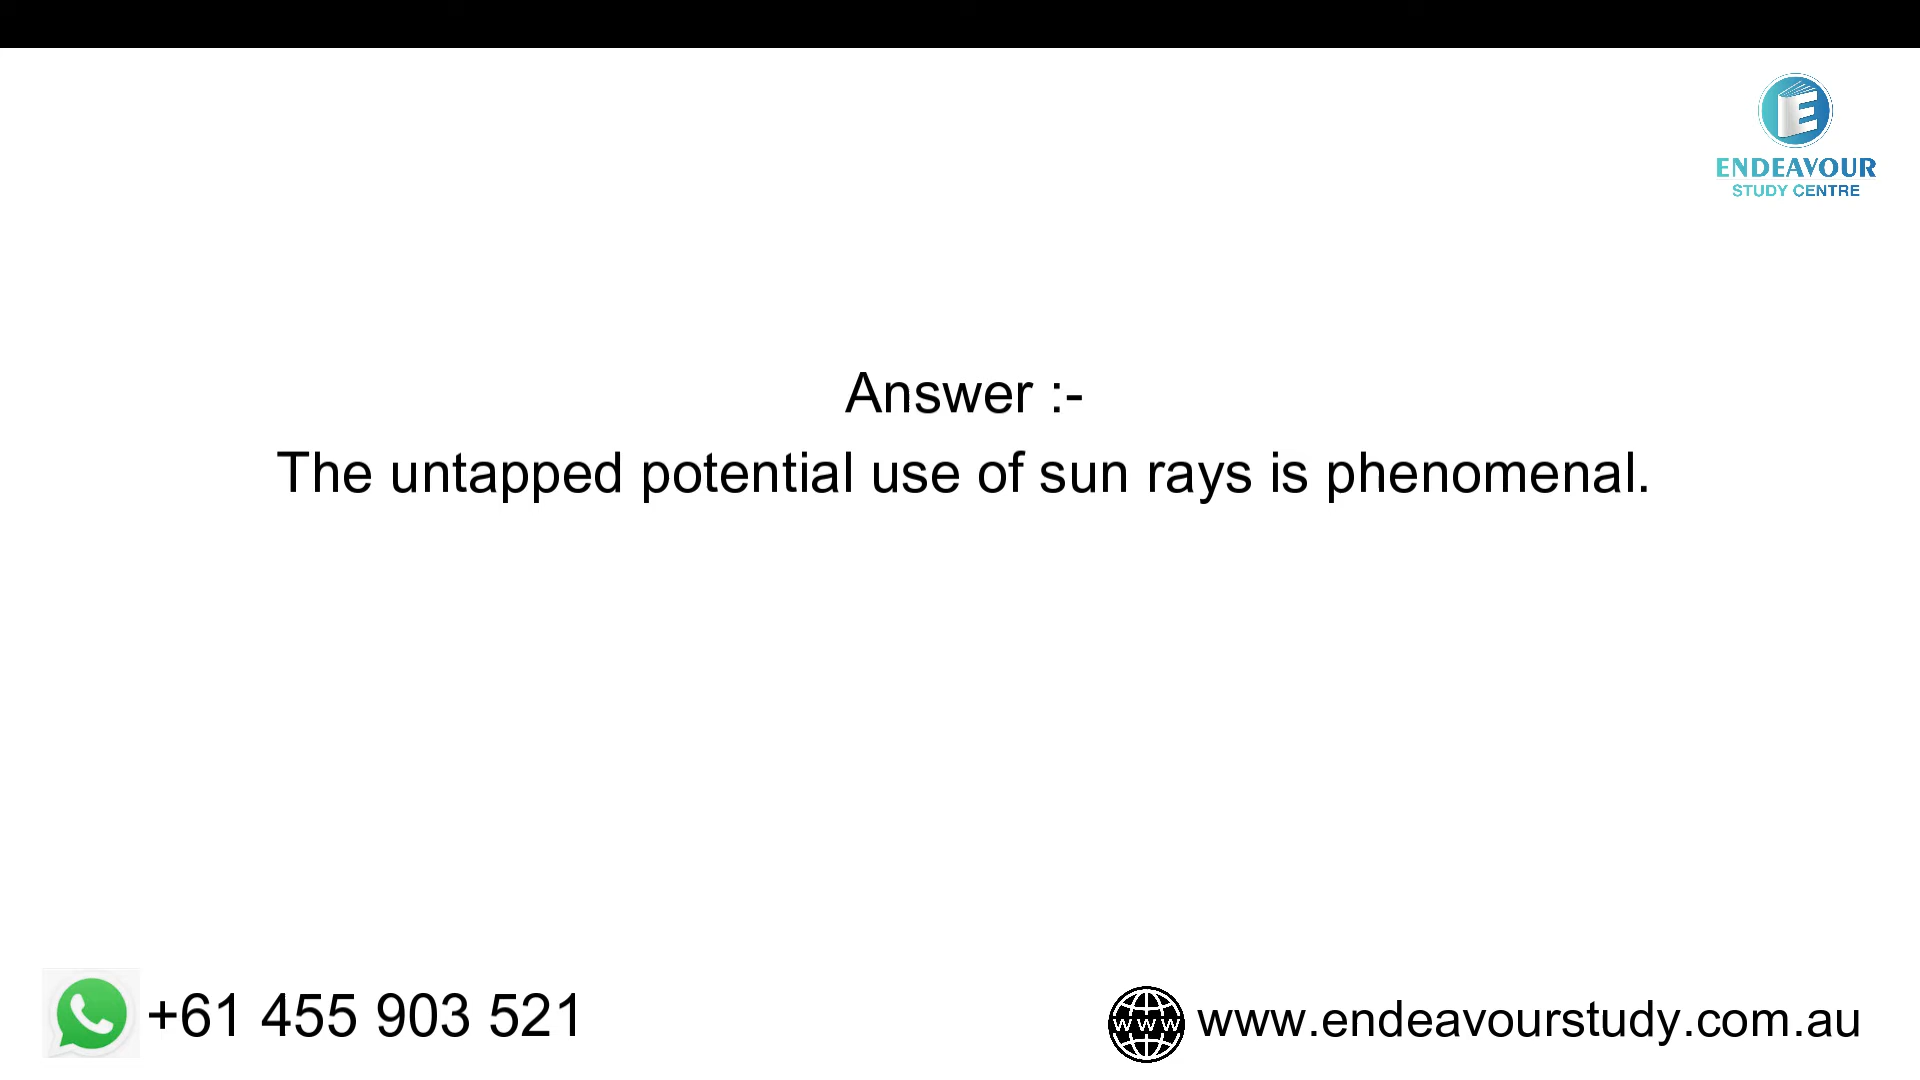 ENDEAVOUR
STUDY CENTRE
Answer :-
The untapped potential use of sun rays is phenomenal.
+61 455 903 521
www
www.endeavourstudy.com.au